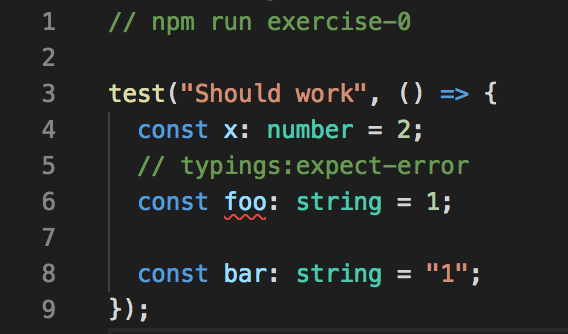 1 // npm run exercise-0
2
3 test("Should work", () => {
4 const x: number = 2;
5 // typings:expect-error
6 const foo: string = 1;
7
8 const bar: string = "1";
9 });